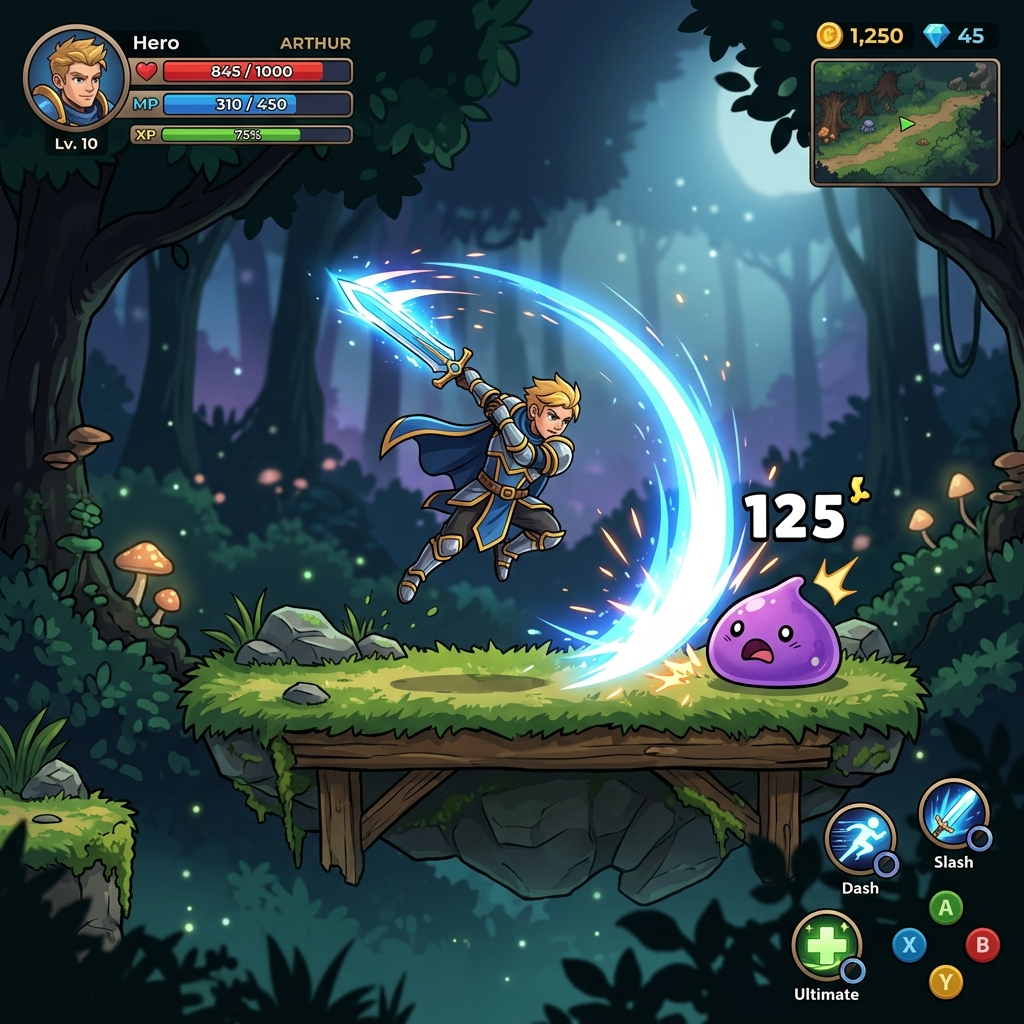 Hero ARTHUR
845 / 1000
MP 310 / 450
XP 75%
Lv. 10
1,250 45
125
Slash
Dash
A
X B
Y
Ultimate